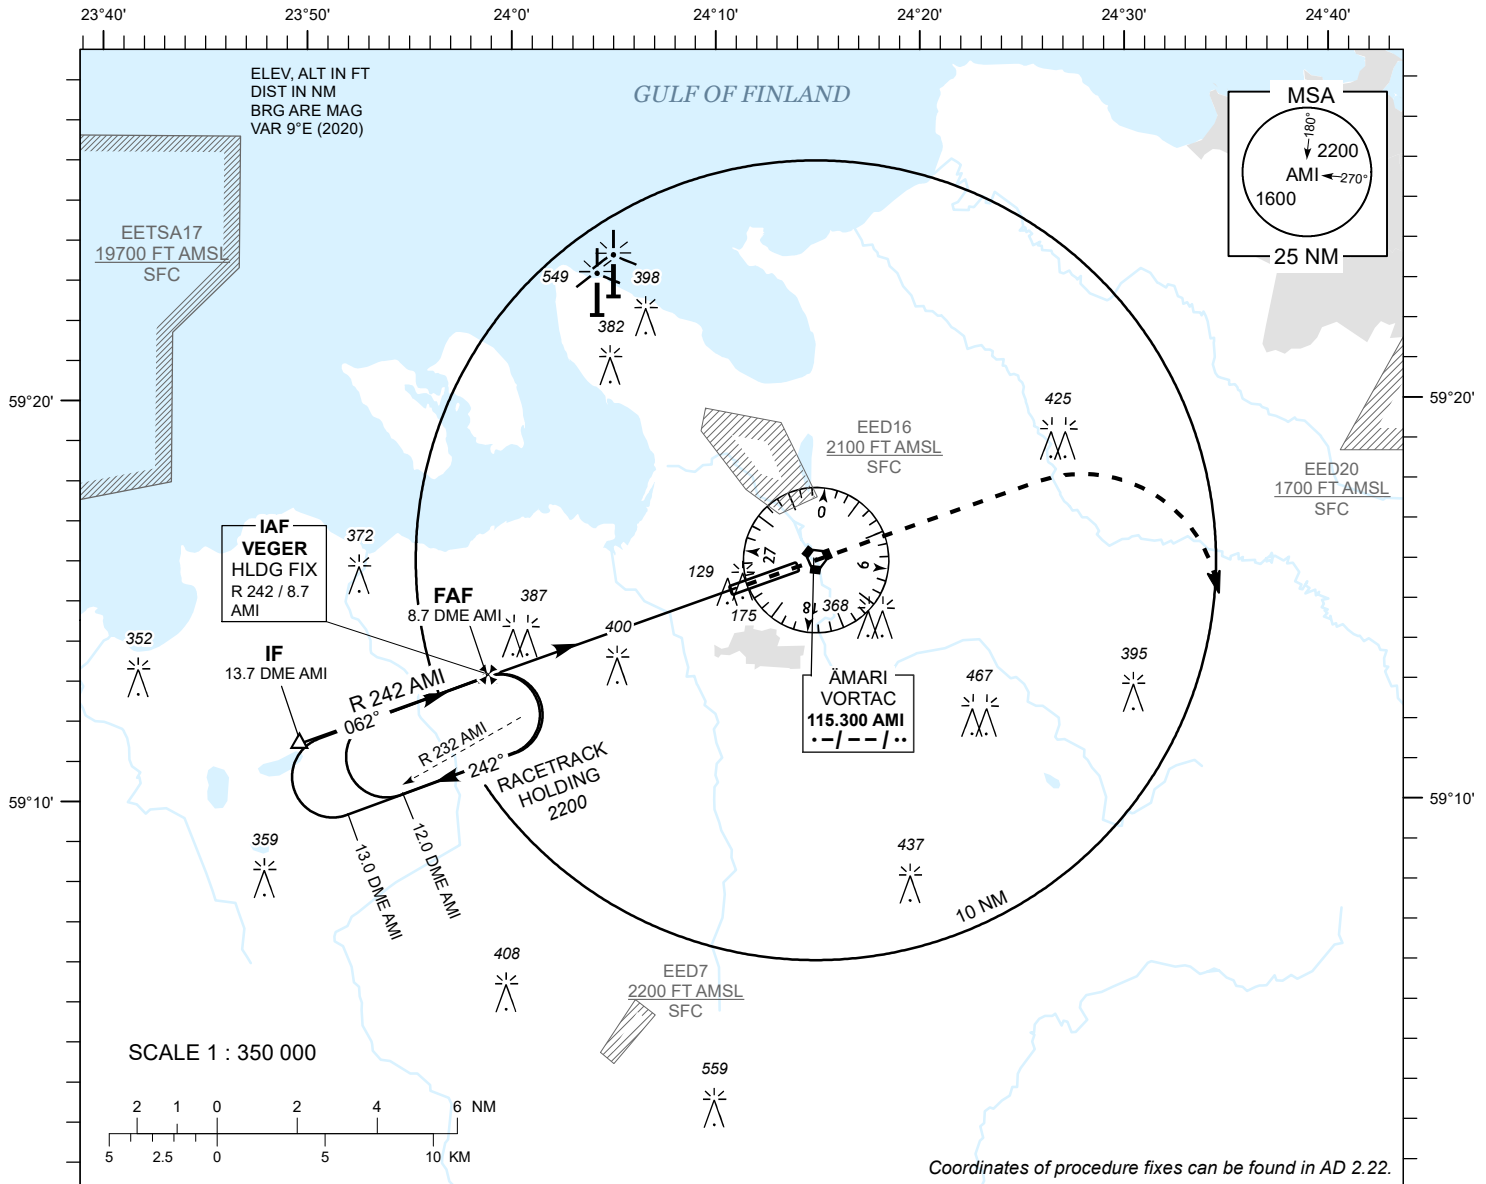 23°40'
23°50'
24°0'
24°10'
24°20'
24°30'
24°40'
ELEV, ALT IN FT
DIST IN NM
BRG ARE MAG
VAR 9°E (2020)
GULF OF FINLAND
MSA
180°
2200
AMI
270°
1600
25 NM
EETSA17
19700 FT AMSL
SFC
549
398
382
59°20'
59°20'
425
EED16
2100 FT AMSL
SFC
EED20
1700 FT AMSL
SFC
IAF
VEGER
HLDG FIX
R 242 / 8.7
AMI
372
0
27
9
18
129
175
368
FAF
8.7 DME AMI
387
400
352
IF
13.7 DME AMI
R 242 AMI
062°
R 232 AMI
242°
RACETRACK
HOLDING
2200
ÄMARI
VORTAC
115.300 AMI
· – / – – / · ·
467
395
59°10'
59°10'
359
13.0 DME AMI
12.0 DME AMI
437
10 NM
408
EED7
2200 FT AMSL
SFC
559
SCALE 1 : 350 000
2 1 0 2 4 6 NM
5 2.5 0 5 10 KM
Coordinates of procedure fixes can be found in AD 2.22.